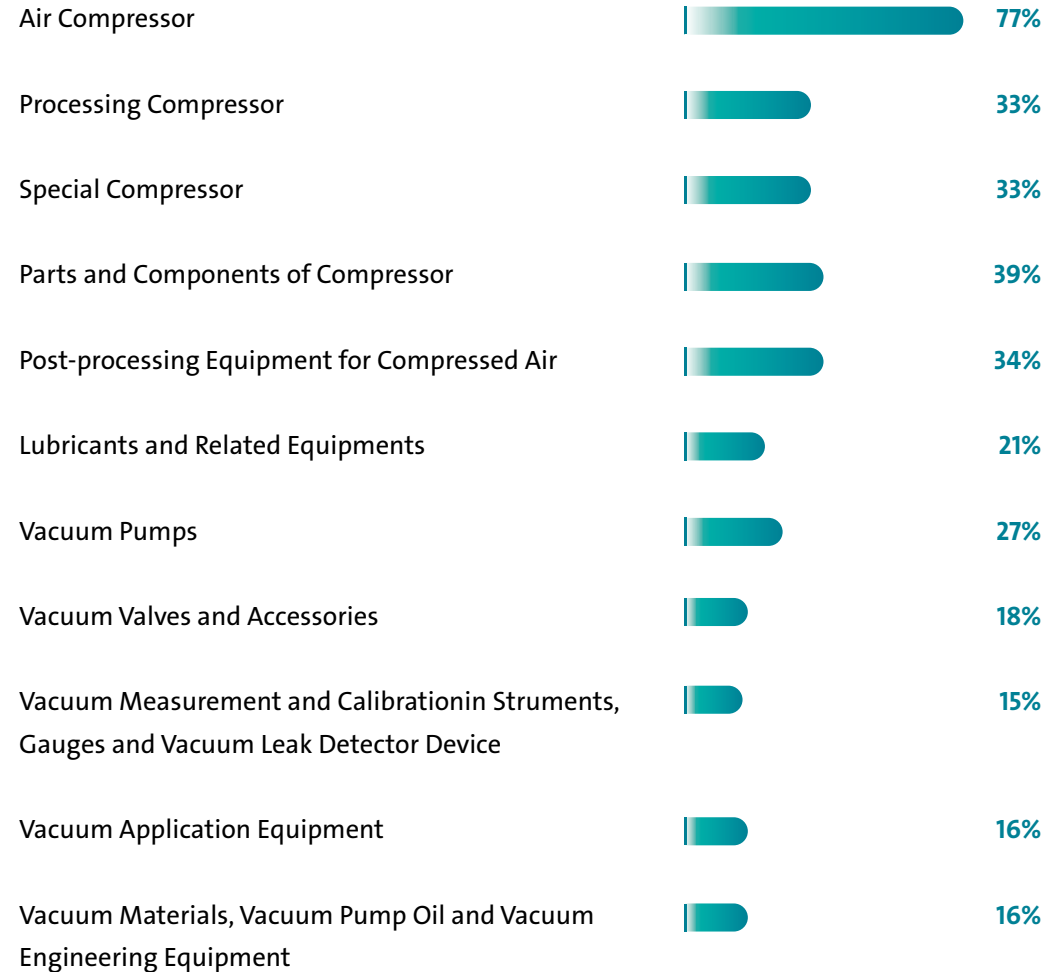 Air Compressor 77%
Processing Compressor 33%
Special Compressor 33%
Parts and Components of Compressor 39%
Post-processing Equipment for Compressed Air 34%
Lubricants and Related Equipments 21%
Vacuum Pumps 27%
Vacuum Valves and Accessories 18%
Vacuum Measurement and Calibrationin Struments, 15%
Gauges and Vacuum Leak Detector Device
Vacuum Application Equipment 16%
Vacuum Materials, Vacuum Pump Oil and Vacuum 16%
Engineering Equipment